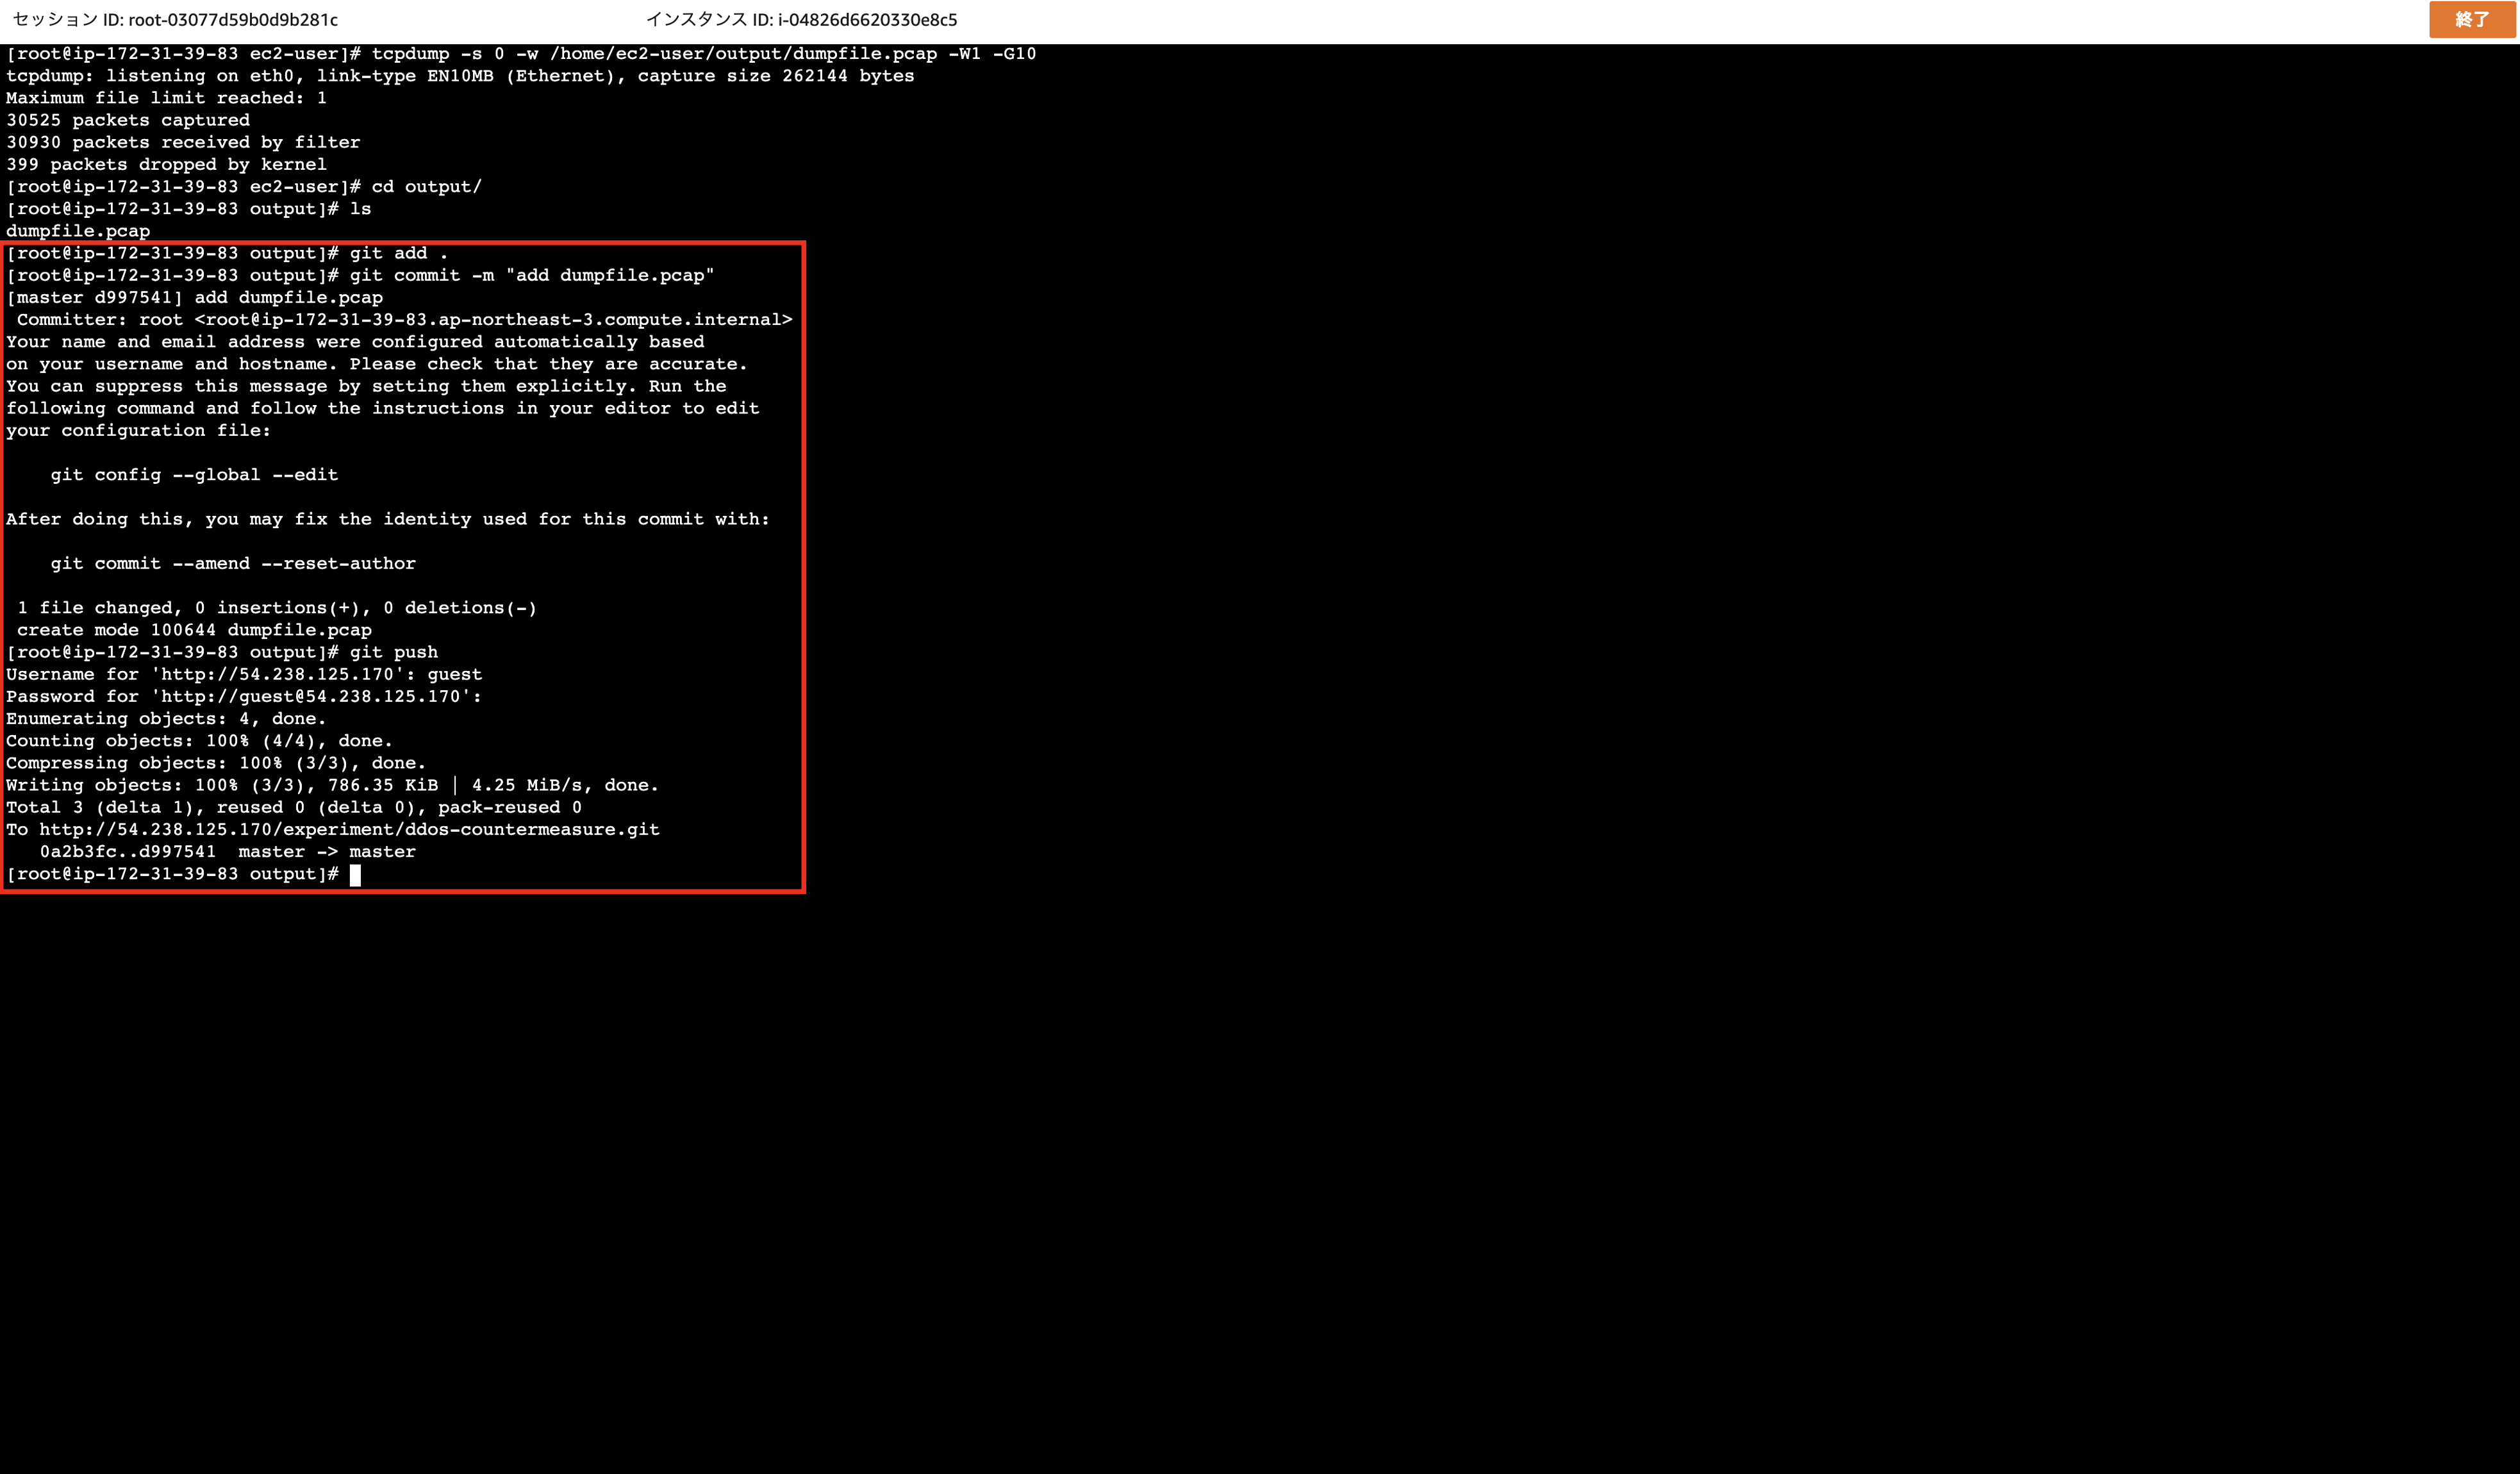 セッション ID: root-03077d59b0d9b281c
インスタンス ID: i-04826d6620330e8c5
終了
[root@ip-172-31-39-83 ec2-user]# tcpdump -s 0 -w /home/ec2-user/output/dumpfile.pcap -W1 -G10
tcpdump: listening on eth0, link-type EN10MB (Ethernet), capture size 262144 bytes
Maximum file limit reached: 1
30525 packets captured
30930 packets received by filter
399 packets dropped by kernel
[root@ip-172-31-39-83 ec2-user]# cd output/
[root@ip-172-31-39-83 output]# ls
dumpfile.pcap
[root@ip-172-31-39-83 output]# git add .
[root@ip-172-31-39-83 output]# git commit -m "add dumpfile.pcap"
[master d997541] add dumpfile.pcap
 Committer: root <root@ip-172-31-39-83.ap-northeast-3.compute.internal>
Your name and email address were configured automatically based
on your username and hostname. Please check that they are accurate.
You can suppress this message by setting them explicitly. Run the
following command and follow the instructions in your editor to edit
your configuration file:
    git config --global --edit
After doing this, you may fix the identity used for this commit with:
    git commit --amend --reset-author
 1 file changed, 0 insertions(+), 0 deletions(-)
 create mode 100644 dumpfile.pcap
[root@ip-172-31-39-83 output]# git push
Username for 'http://54.238.125.170': guest
Password for 'http://guest@54.238.125.170':
Enumerating objects: 4, done.
Counting objects: 100% (4/4), done.
Compressing objects: 100% (3/3), done.
Writing objects: 100% (3/3), 786.35 KiB | 4.25 MiB/s, done.
Total 3 (delta 1), reused 0 (delta 0), pack-reused 0
To http://54.238.125.170/experiment/ddos-countermeasure.git
   0a2b3fc..d997541  master -> master
[root@ip-172-31-39-83 output]#